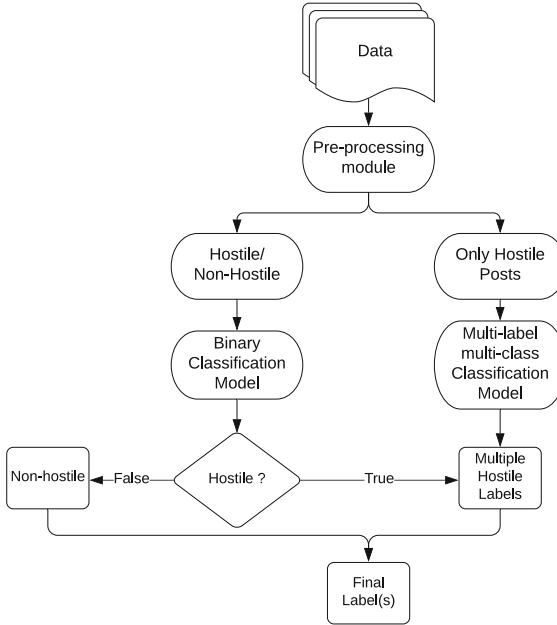 Data
Pre-processing
module
Hostile/
Non-Hostile
Only Hostile
Posts
Binary
Classification
Model
Multi-label
multi-class
Classification
Model
Non-hostile
False
Hostile ?
True
Multiple
Hostile
Labels
Final
Label(s)